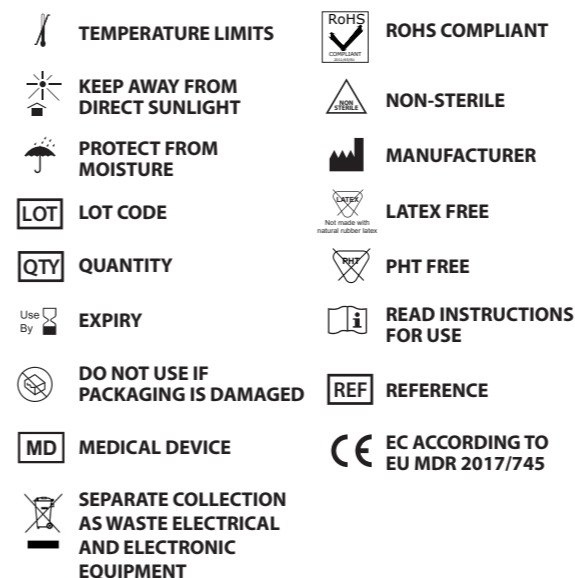 TEMPERATURE LIMITS
KEEP AWAY FROM
DIRECT SUNLIGHT
PROTECT FROM
MOISTURE
LOT LOT CODE
QTY QUANTITY
Use
By
EXPIRY
DO NOT USE IF
PACKAGING IS DAMAGED
MD MEDICAL DEVICE
SEPARATE COLLECTION
AS WASTE ELECTRICAL
AND ELECTRONIC
EQUIPMENT
RoHS
COMPLIANT
ROHS COMPLIANT
NON
STERILE
NON-STERILE
MANUFACTURER
LATEX
Not made with
natural rubber latex
LATEX FREE
PHT
PHT FREE
i
READ INSTRUCTIONS
FOR USE
REF REFERENCE
CE
EC ACCORDING TO
EU MDR 2017/745